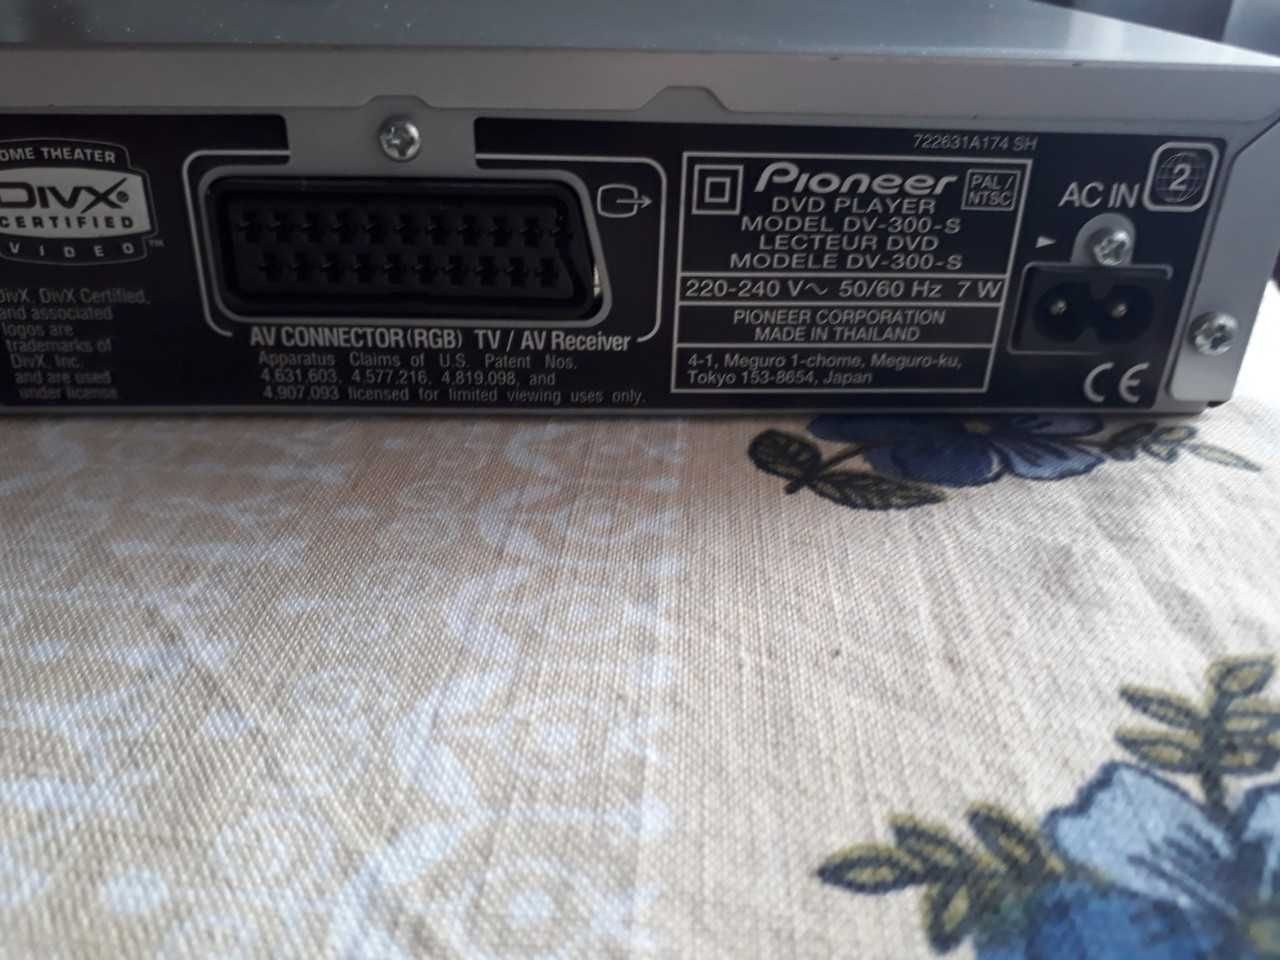 OME THEATER
DIVX®
CERTIFIED
VIDEO™
DivX, DivX Certified,
and associated
logos are
trademarks of
DivX, Inc.
and are used
under license
AV CONNECTOR(RGB) TV / AV Receiver
Apparatus Claims of U.S. Patent Nos.
4.631.603, 4.577.216, 4.819.098, and
4.907.093 licensed for limited viewing uses only.
722631A174 SH
Pioneer
PAL /
NTSC
DVD PLAYER
MODEL DV-300-S
LECTEUR DVD
MODELE DV-300-S
220-240 V~ 50/60 Hz 7 W
PIONEER CORPORATION
MADE IN THAILAND
4-1, Meguro 1-chome, Meguro-ku,
Tokyo 153-8654, Japan
AC IN
2
CE